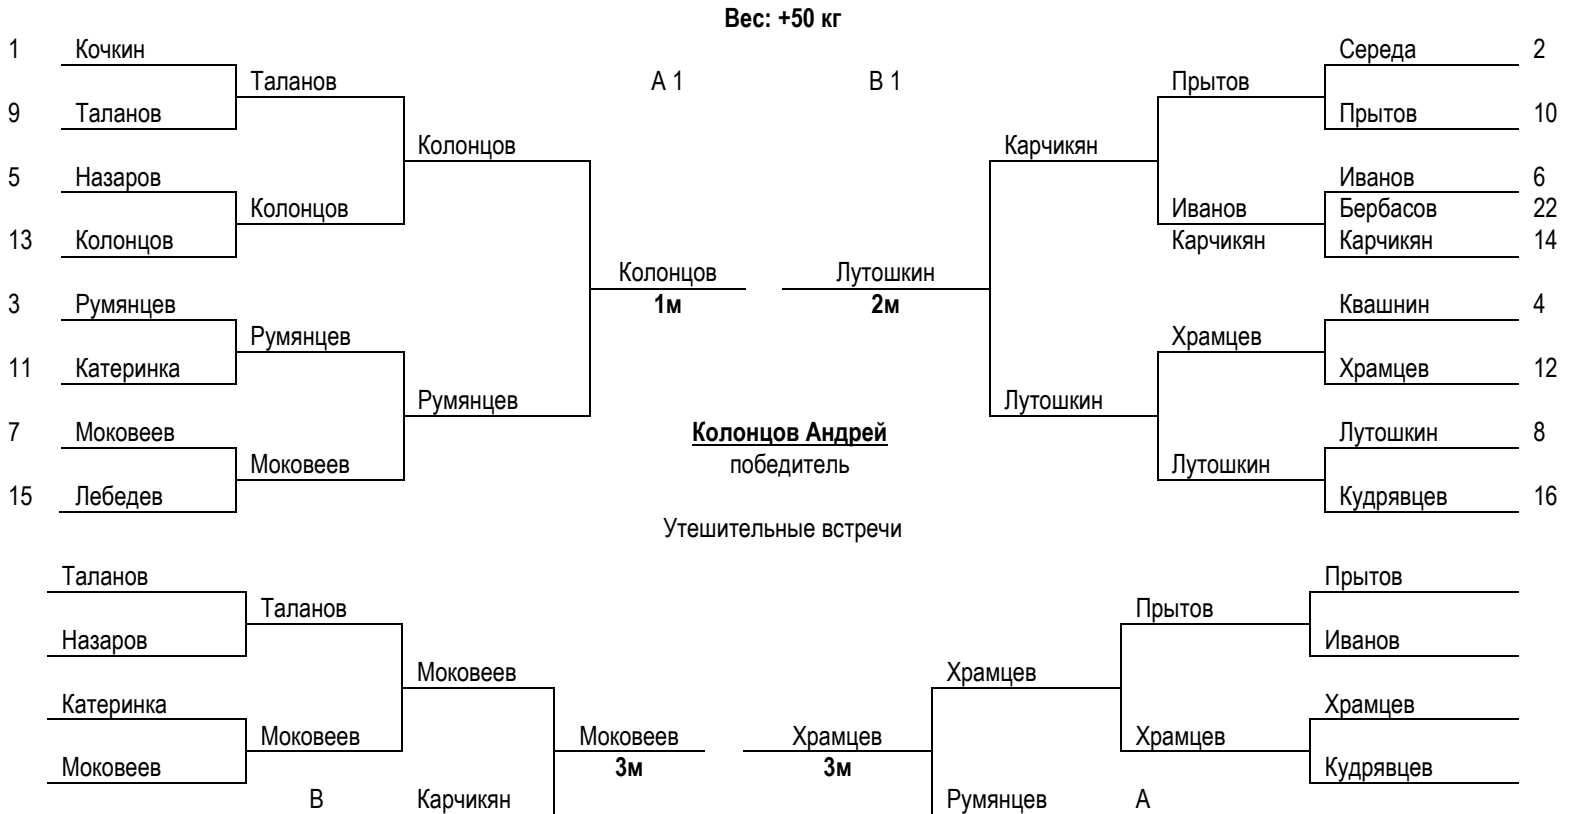 Вес: +50 кг
1 Кочкин Середа 2
Таланов А 1 В 1 Прытов
9 Таланов Прытов 10
Колонцов Карчикян
5 Назаров Иванов 6
Колонцов Иванов Бербасов 22
13 Колонцов Карчикян Карчикян 14
Колонцов Лутошкин
3 Румянцев 1м 2м Квашнин 4
Румянцев Храмцев
11 Катеринка Храмцев 12
Румянцев Лутошкин
7 Моковеев Колонцов Андрей Лутошкин 8
Моковеев победитель Лутошкин
15 Лебедев Кудрявцев 16
Утешительные встречи
Таланов Прытов
Таланов Прытов
Назаров Иванов
Моковеев Храмцев
Катеринка Храмцев
Моковеев Моковеев Храмцев Храмцев
Моковеев 3м 3м Кудрявцев
В Карчикян Румянцев А